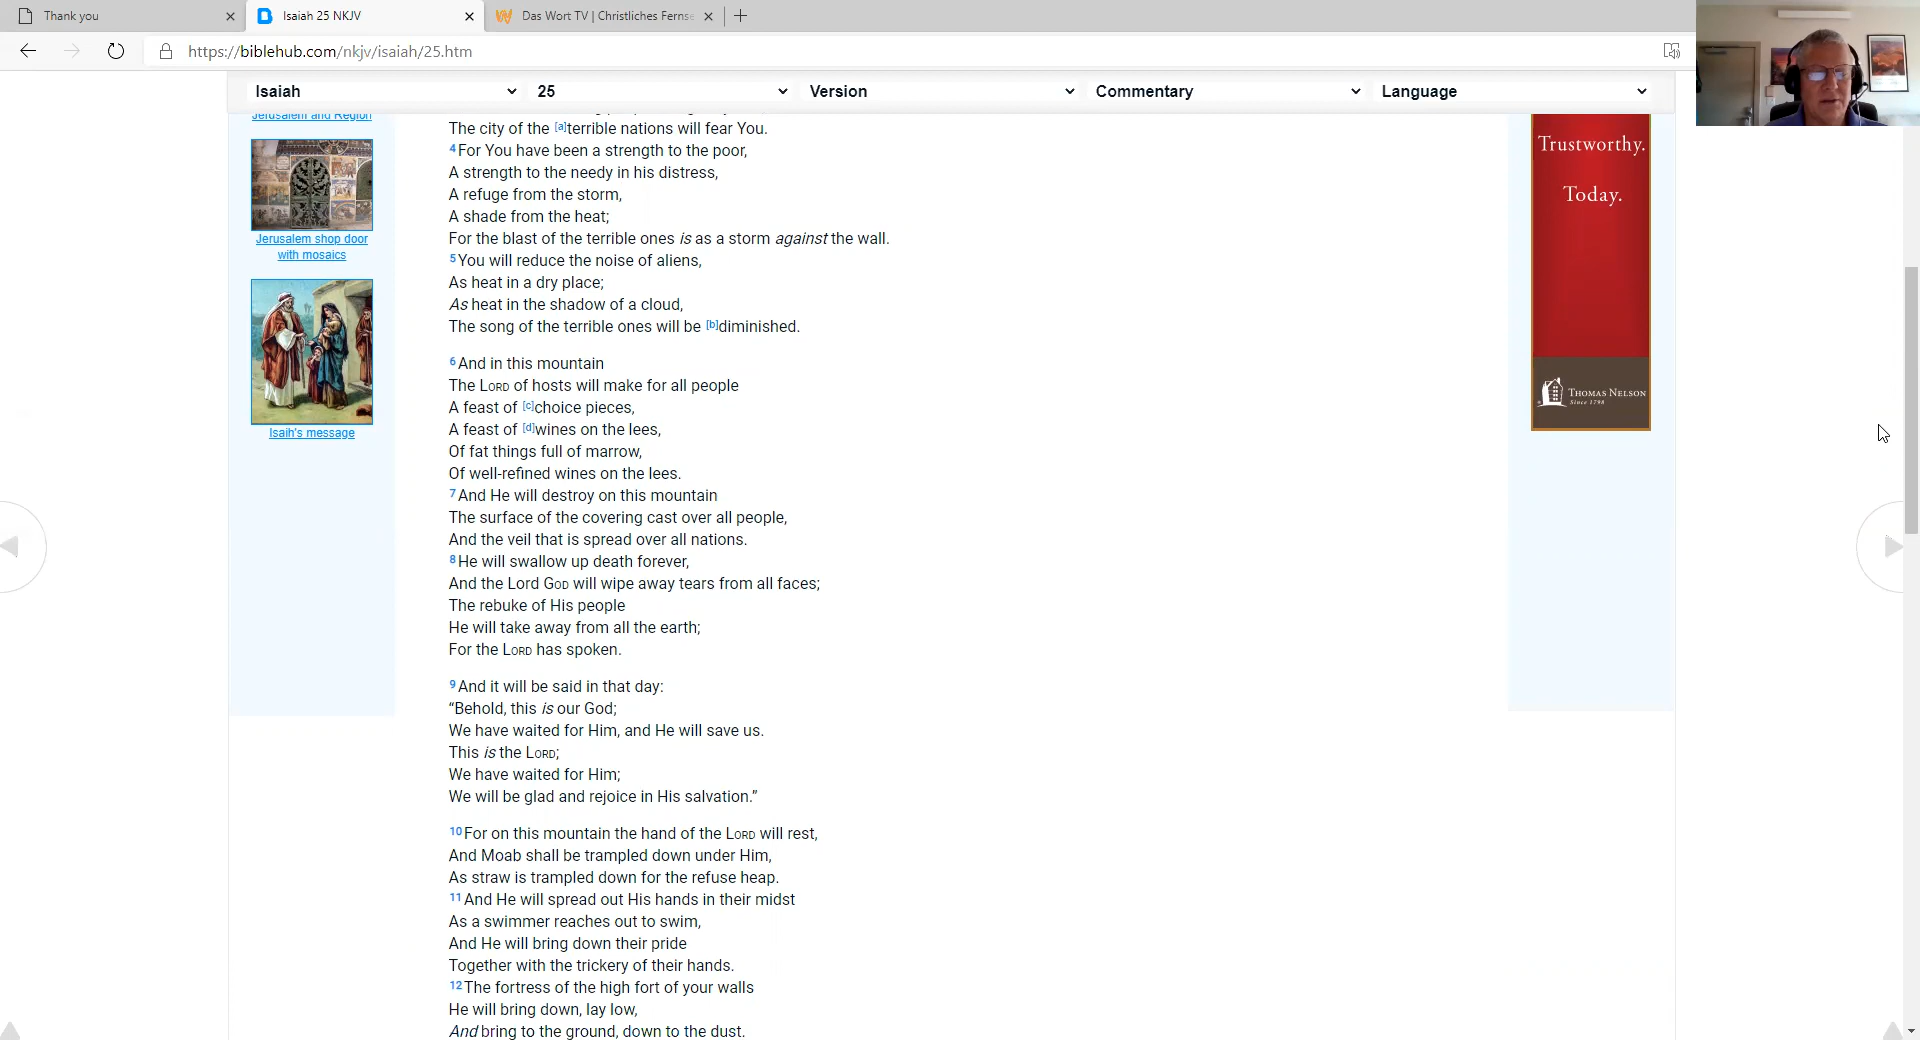 Thank you
Isaiah 25 NKJV
Das Wort TV | Christliches Fernse
https://biblehub.com/nkjv/isaiah/25.htm
Isaiah
25
Version
Commentary
Language
Jerusalem and Region
Jerusalem shop door
with mosaics
Isaih's message
The city of the [a]terrible nations will fear You.
4 For You have been a strength to the poor,
A strength to the needy in his distress,
A refuge from the storm,
A shade from the heat;
For the blast of the terrible ones is as a storm against the wall.
5 You will reduce the noise of aliens,
As heat in a dry place;
As heat in the shadow of a cloud,
The song of the terrible ones will be [b]diminished.
6 And in this mountain
The LORD of hosts will make for all people
A feast of [c]choice pieces,
A feast of [d]wines on the lees,
Of fat things full of marrow,
Of well-refined wines on the lees.
7 And He will destroy on this mountain
The surface of the covering cast over all people,
And the veil that is spread over all nations.
8 He will swallow up death forever,
And the Lord GOD will wipe away tears from all faces;
The rebuke of His people
He will take away from all the earth;
For the LORD has spoken.
9 And it will be said in that day:
“Behold, this is our God;
We have waited for Him, and He will save us.
This is the LORD;
We have waited for Him;
We will be glad and rejoice in His salvation.”
10 For on this mountain the hand of the LORD will rest,
And Moab shall be trampled down under Him,
As straw is trampled down for the refuse heap.
11 And He will spread out His hands in their midst
As a swimmer reaches out to swim,
And He will bring down their pride
Together with the trickery of their hands.
12 The fortress of the high fort of your walls
He will bring down, lay low,
And bring to the ground, down to the dust.
Trustworthy.
Today.
THOMAS NELSON
Since 1798